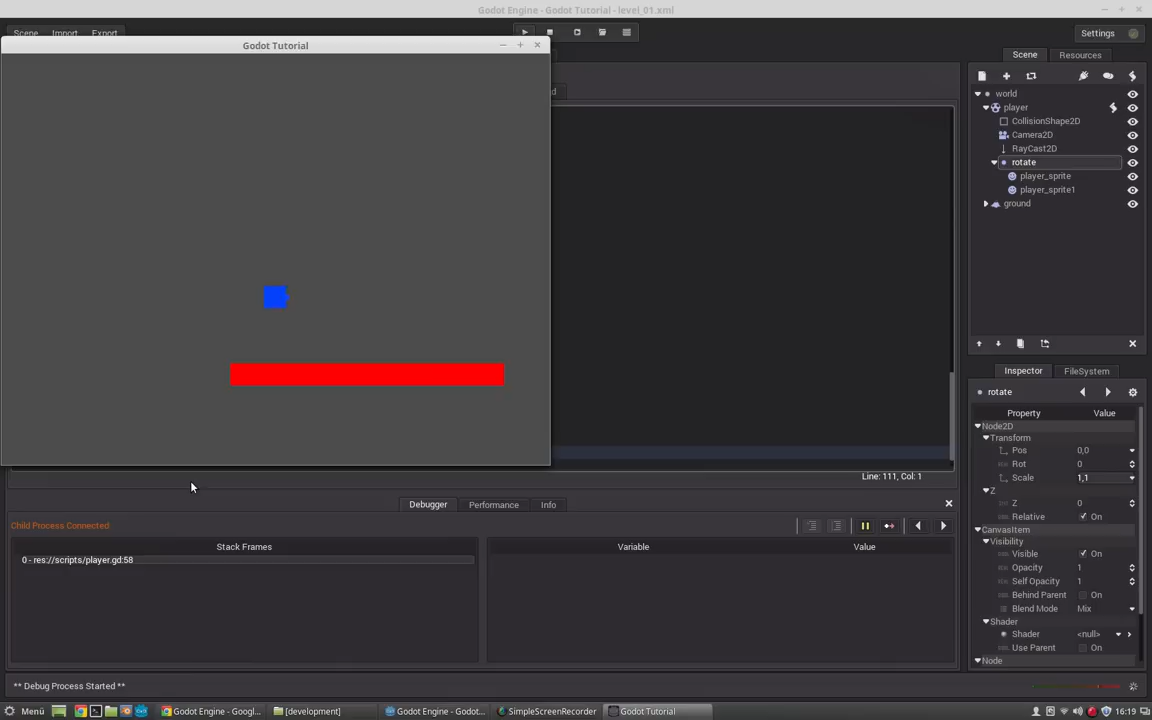 Godot Engine - Godot Tutorial - level_01.xml
Scene Import Export
Settings
Godot Tutorial
Scene Resources
d
world
player
CollisionShape2D
Camera2D
RayCast2D
rotate
player_sprite
player_sprite1
ground
Inspector FileSystem
rotate
Property Value
Node2D
Transform
Pos 0,0
Rot 0
Scale 1,1
Z
Z 0
Relative On
CanvasItem
Visibility
Visible On
Opacity 1
Self Opacity 1
Behind Parent On
Blend Mode Mix
Shader
Shader <null>
Use Parent On
Node
Line: 111, Col: 1
Debugger Performance Info
Child Process Connected
Stack Frames
Variable Value
0 - res://scripts/player.gd:58
** Debug Process Started **
Menü
Godot Engine - Googl...
[development]
Godot Engine - Godot...
SimpleScreenRecorder
Godot Tutorial
16:19